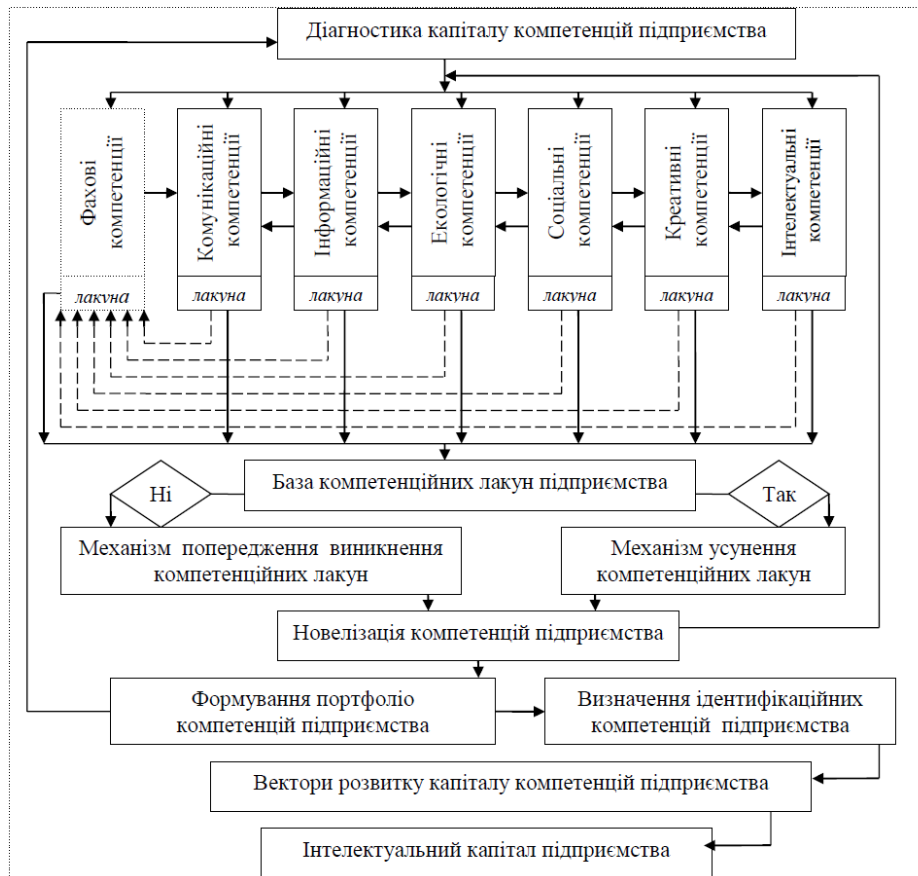 Діагностика капіталу компетенцій підприємства
Фахові
компетенції
Комунікаційні
компетенції
Інформаційні
компетенції
Екологічні
компетенції
Соціальні
компетенції
Креативні
компетенції
Інтелектуальні
компетенції
лакуна
лакуна
лакуна
лакуна
лакуна
лакуна
лакуна
База компетенційних лакун підприємства
Ні
Так
Механізм попередження виникнення
компетенційних лакун
Механізм усунення
компетенційних лакун
Новелізація компетенцій підприємства
Формування портфоліо
компетенцій підприємства
Визначення ідентифікаційних
компетенцій підприємства
Вектори розвитку капіталу компетенцій підприємства
Інтелектуальний капітал підприємства